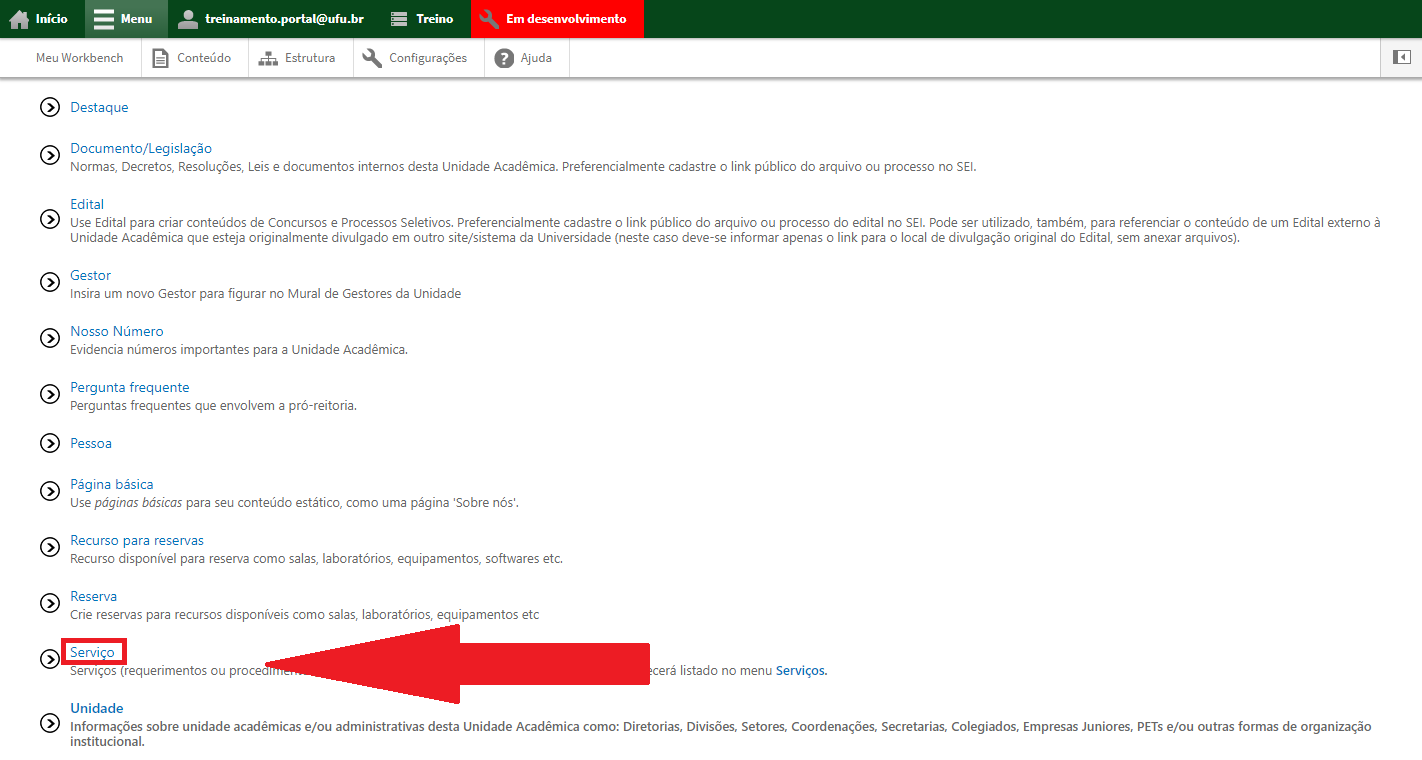 Início Menu treinamento.portal@ufu.br Treino Em desenvolvimento
Meu Workbench Conteúdo Estrutura Configurações Ajuda
Destaque
Documento/Legislação
Normas, Decretos, Resoluções, Leis e documentos internos desta Unidade Acadêmica. Preferencialmente cadastre o link público do arquivo ou processo no SEI.
Edital
Use Edital para criar conteúdos de Concursos e Processos Seletivos. Preferencialmente cadastre o link público do arquivo ou processo do edital no SEI. Pode ser utilizado, também, para referenciar o conteúdo de um Edital externo à
Unidade Acadêmica que esteja originalmente divulgado em outro site/sistema da Universidade (neste caso deve-se informar apenas o link para o local de divulgação original do Edital, sem anexar arquivos).
Gestor
Insira um novo Gestor para figurar no Mural de Gestores da Unidade
Nosso Número
Evidencia números importantes para a Unidade Acadêmica.
Pergunta frequente
Perguntas frequentes que envolvem a pró-reitoria.
Pessoa
Página básica
Use páginas básicas para seu conteúdo estático, como uma página 'Sobre nós'.
Recurso para reservas
Recurso disponível para reserva como salas, laboratórios, equipamentos, softwares etc.
Reserva
Crie reservas para recursos disponíveis como salas, laboratórios, equipamentos etc
Serviço
Serviços (requerimentos ou listado no menu Serviços.
Unidade
Informações sobre unidade acadêmicas e/ou administrativas desta Unidade Acadêmica como: Diretorias, Divisões, Setores, Coordenações, Secretarias, Colegiados, Empresas Juniores, PETs e/ou outras formas de organização
institucional.